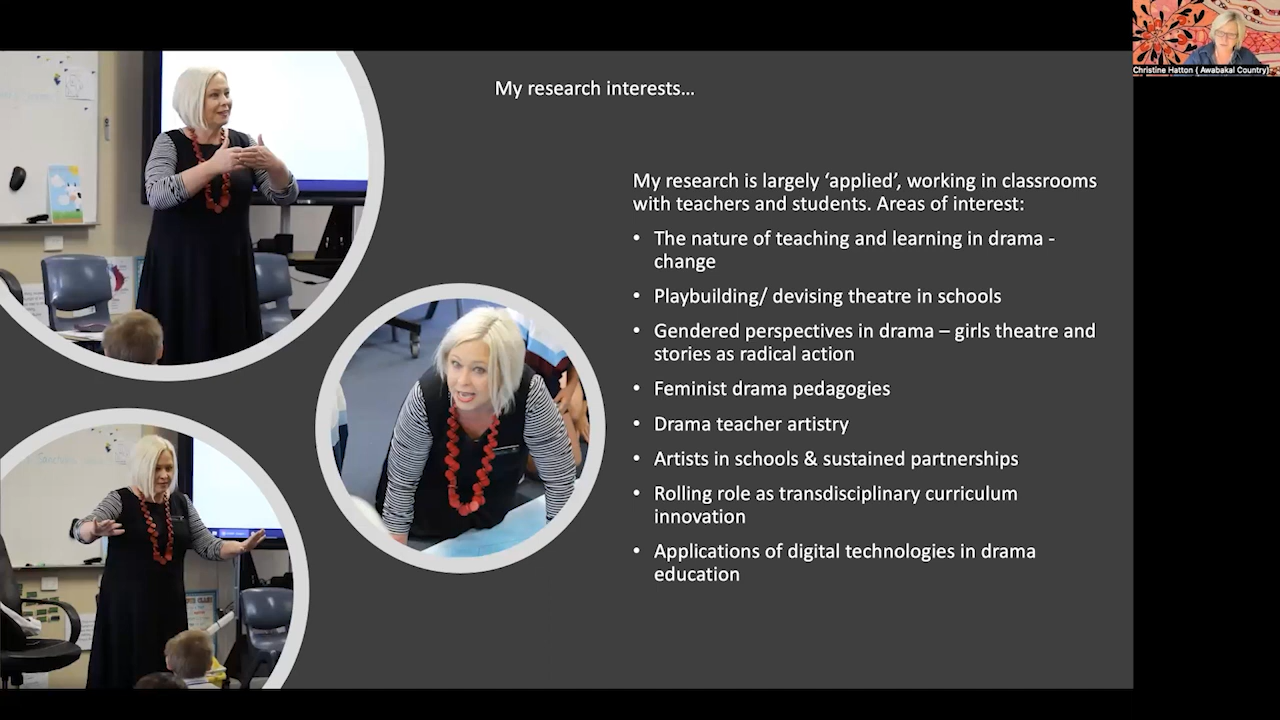 My research interests...
Christine Hatton ( Awabakal Country)
My research is largely ‘applied’, working in classrooms
with teachers and students. Areas of interest:
• The nature of teaching and learning in drama -
change
• Playbuilding/ devising theatre in schools
• Gendered perspectives in drama – girls theatre and
stories as radical action
• Feminist drama pedagogies
• Drama teacher artistry
• Artists in schools & sustained partnerships
• Rolling role as transdisciplinary curriculum
innovation
• Applications of digital technologies in drama
education